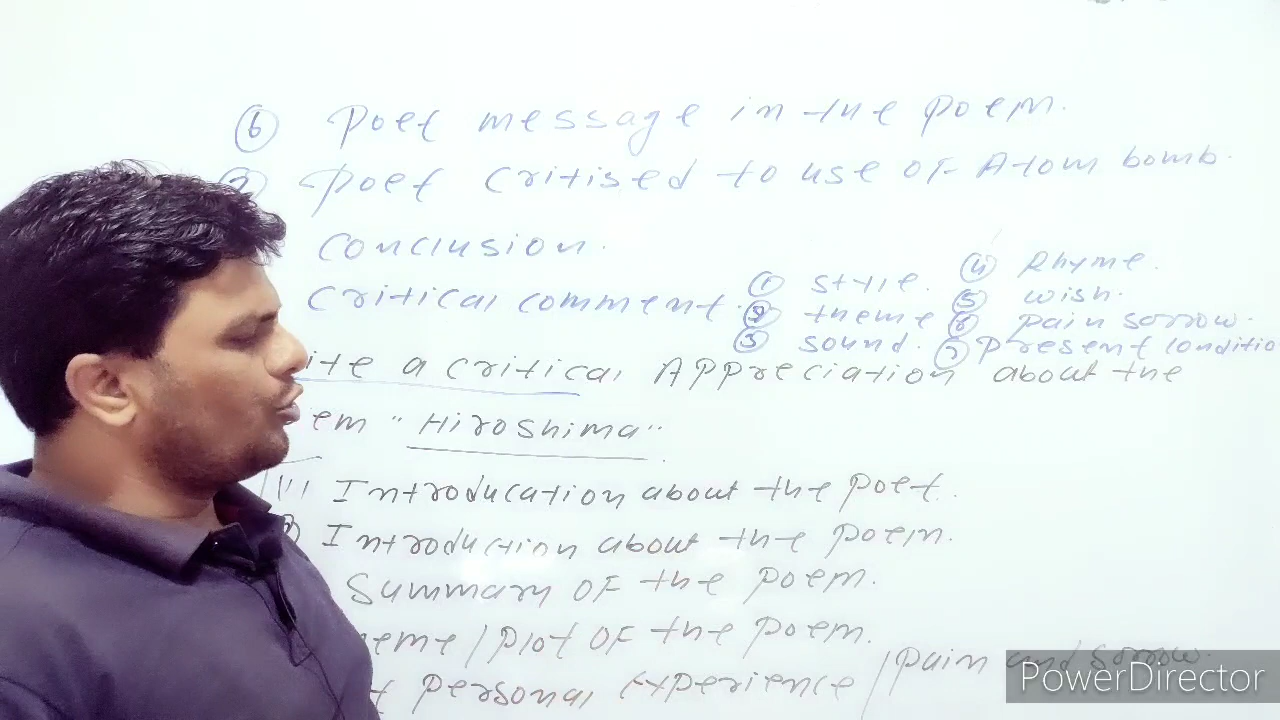 ⑥ Poet message in the poem.
Poet critised to use of Atom bomb.
Conclusion.
Critical comment. ① style. ④ Rhyme.
② theme ⑤ wish.
③ sound. ⑥ pain sorrow.
⑦ Present conditio
ite a critical Appreciation about the
em "Hiroshima".
(1) Introducation about the poet.
Introduction about the poem.
Summary of the poem.
eme / plot of the poem.
personal experience / pain and sorrow.
PowerDirector